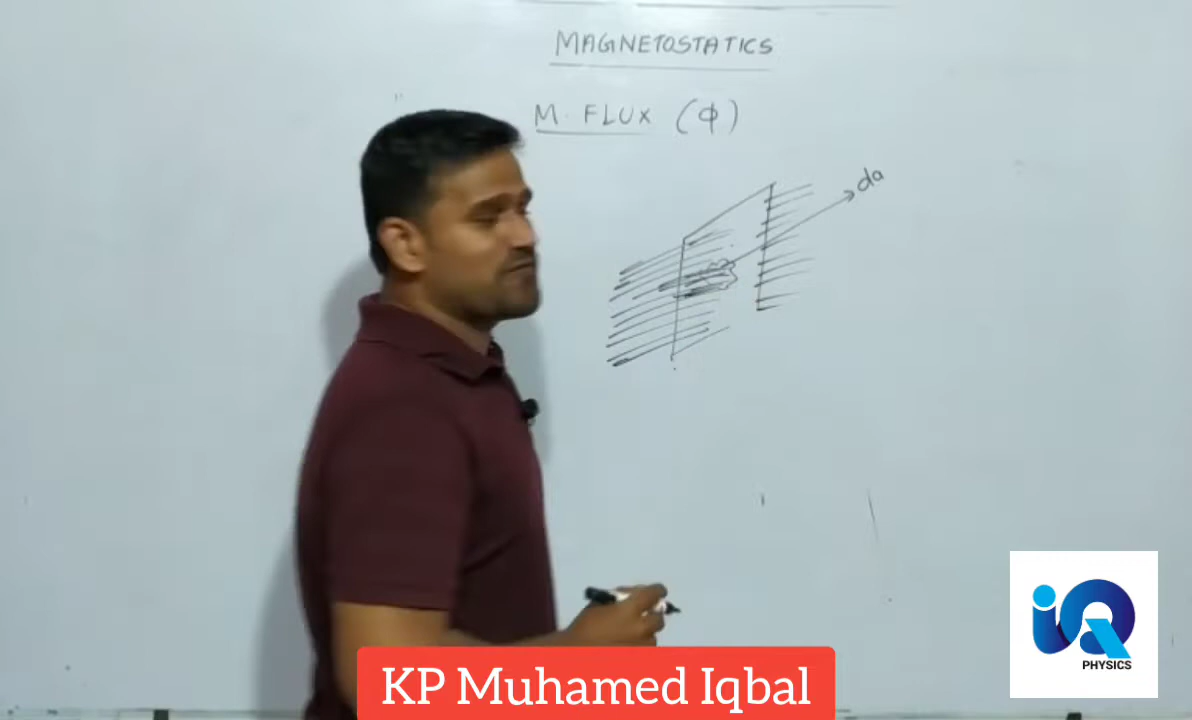 MAGNETOSTATICS
M. FLUX (Φ)
da
iQ
PHYSICS
KP Muhamed Iqbal